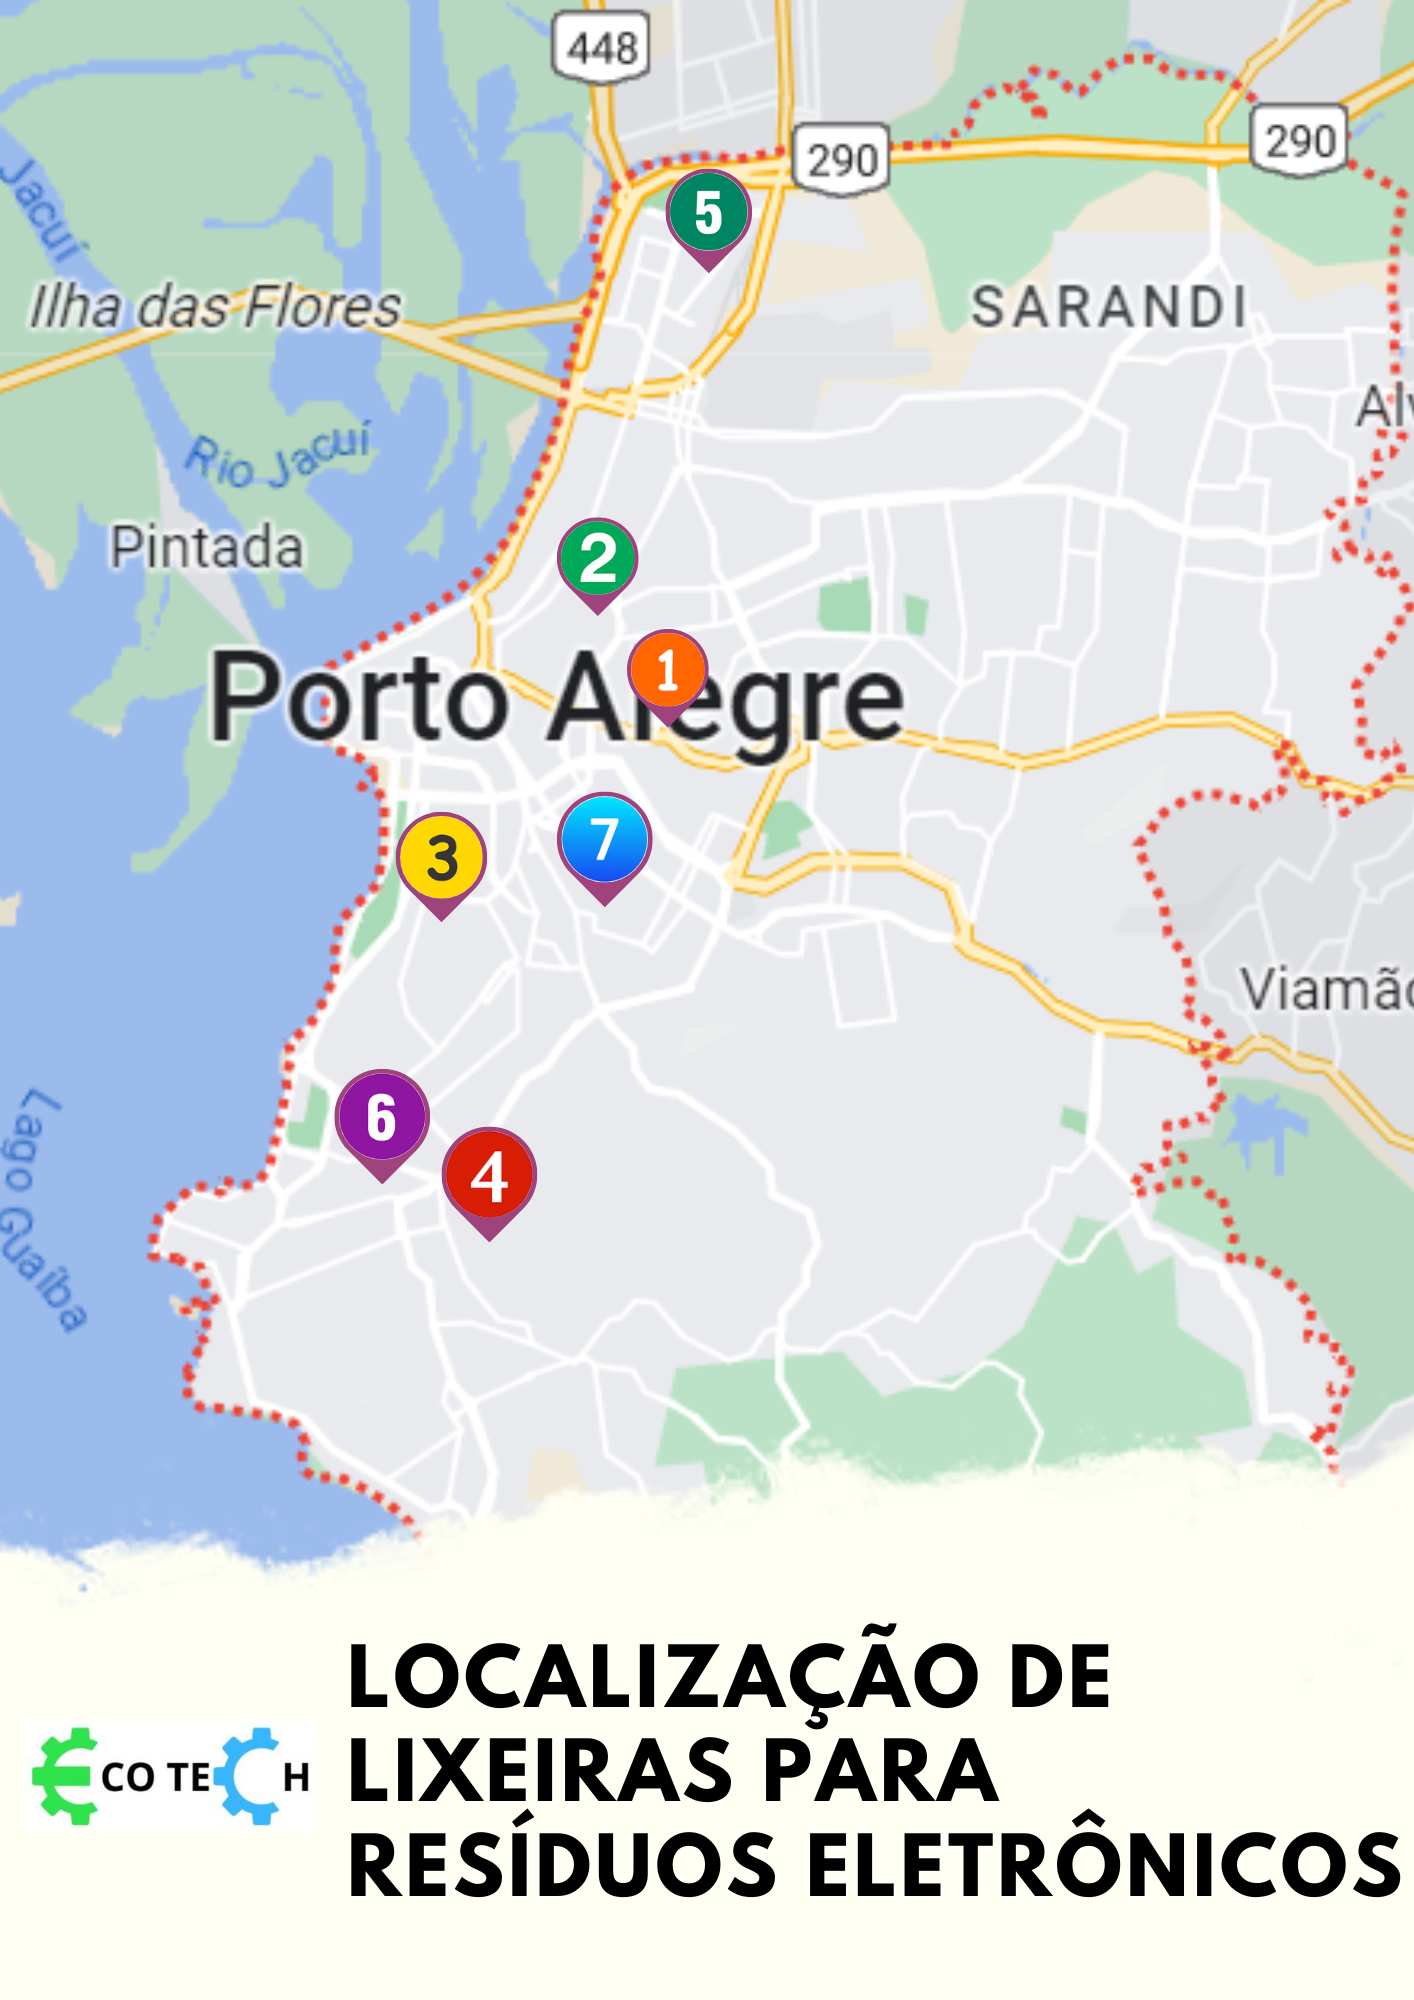 448
290
290
Jacuí
5
Ilha das Flores
SARANDI
Rio Jacuí
Pintada
2
Porto Alegre
1
3
7
Viamão
6
4
Lago Guaíba
LOCALIZAÇÃO DE
LIXEIRAS PARA
RESÍDUOS ELETRÔNICOS
ECO TECH